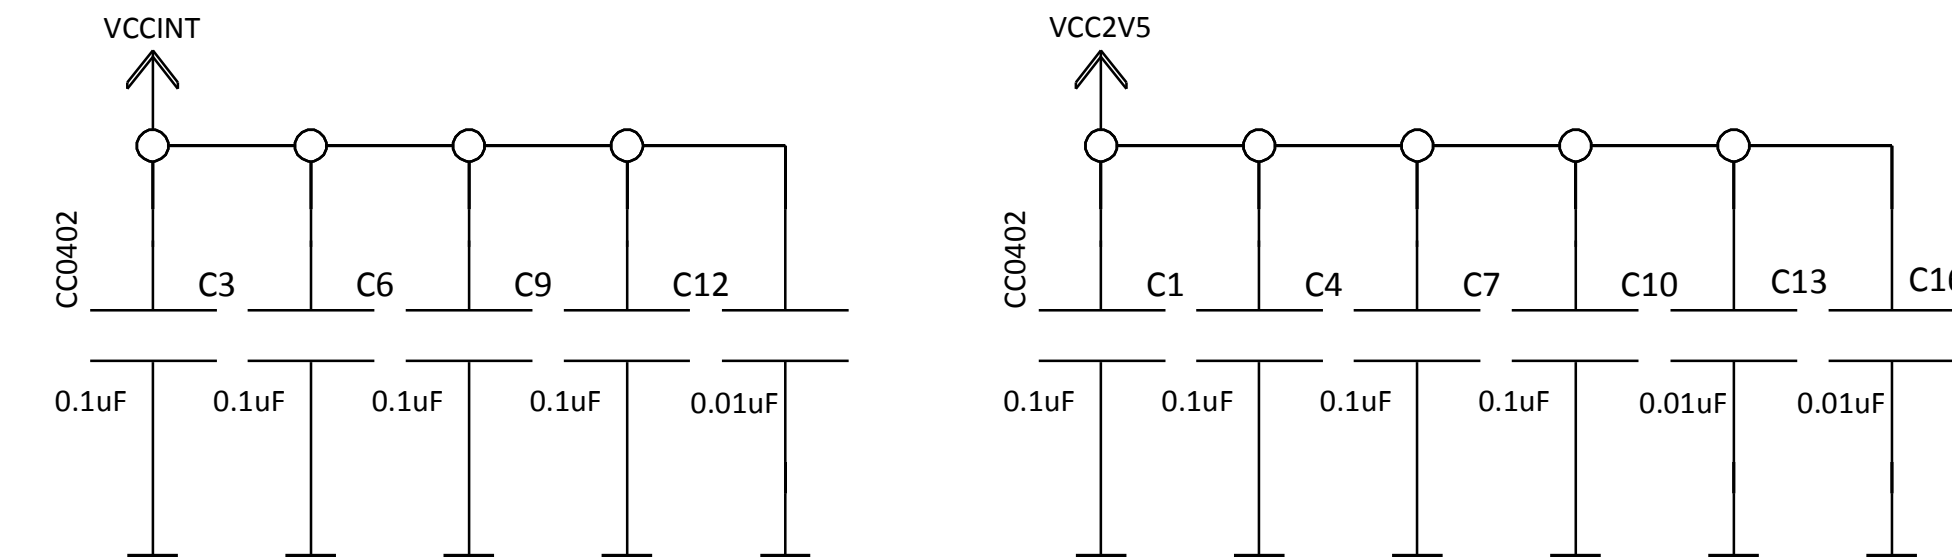 VCCINT
VCC2V5
CC0402
C3
C6
C9
C12
CC0402
C1
C4
C7
C10
C13
0.1uF
0.1uF
0.1uF
0.1uF
0.01uF
0.1uF
0.1uF
0.1uF
0.1uF
0.01uF
0.01uF